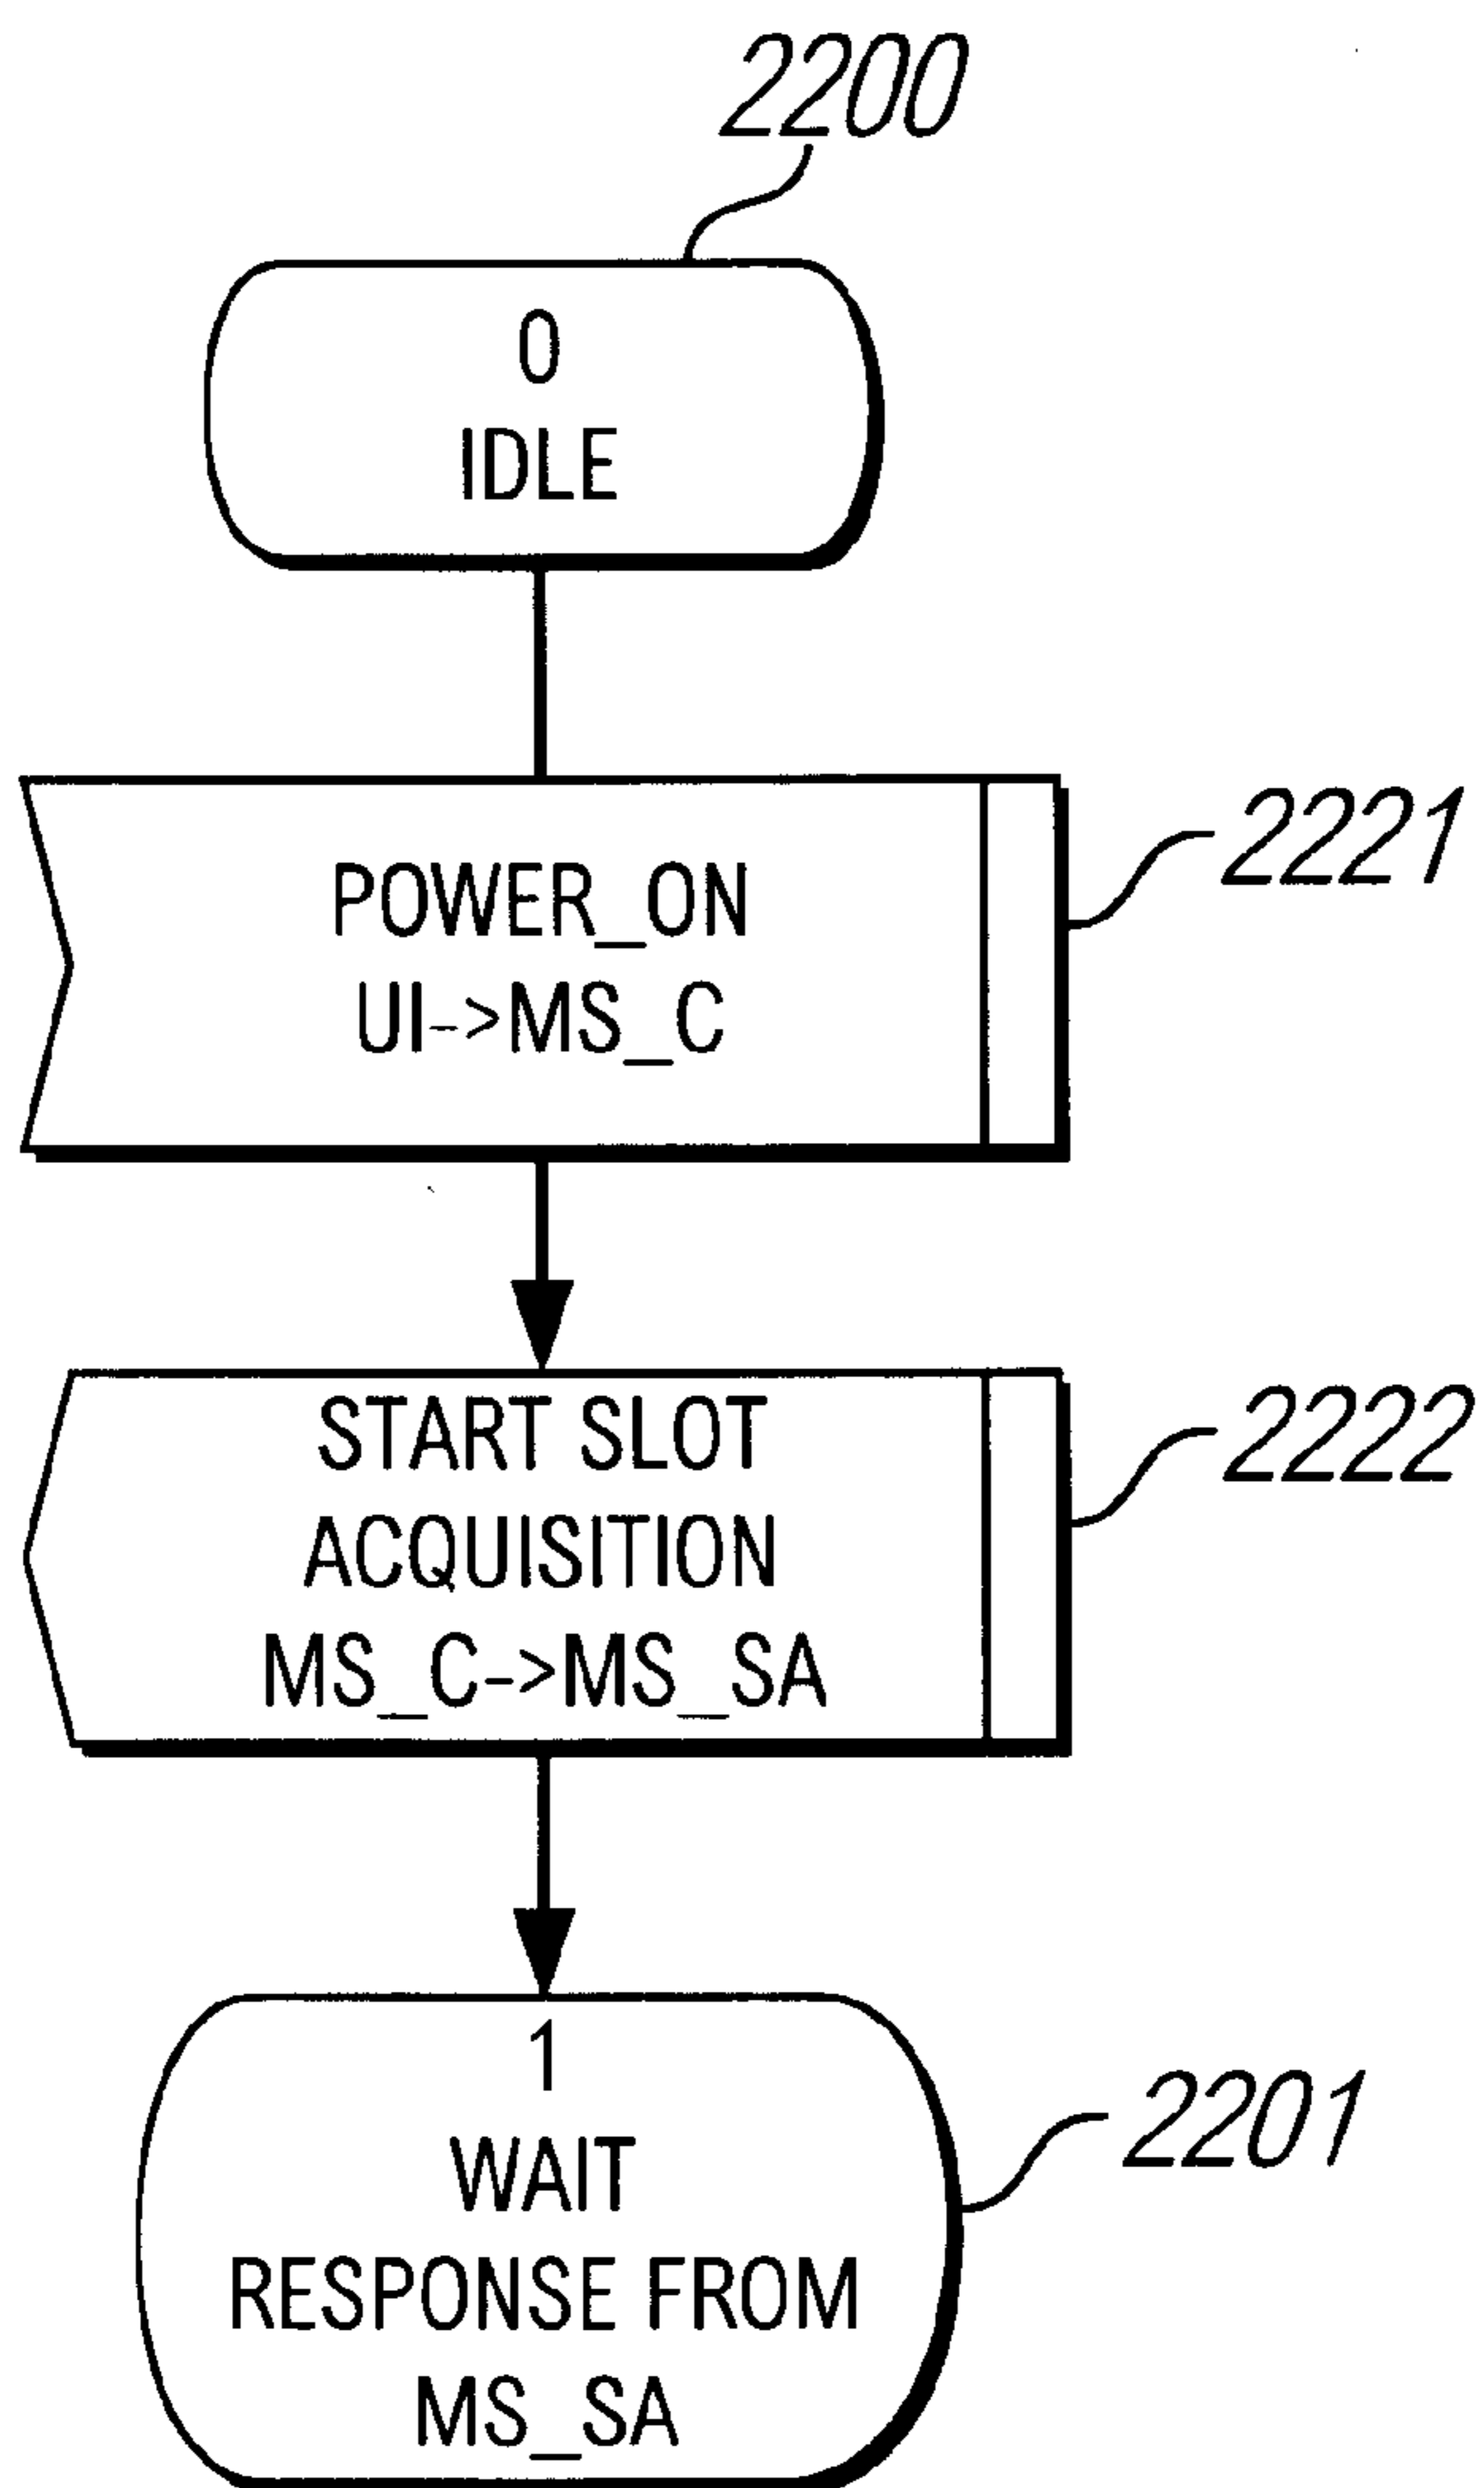 2200
0
IDLE
2221
POWER_ON
UI->MS_C
2222
START SLOT
ACQUISITION
MS_C->MS_SA
2201
1
WAIT
RESPONSE FROM
MS_SA